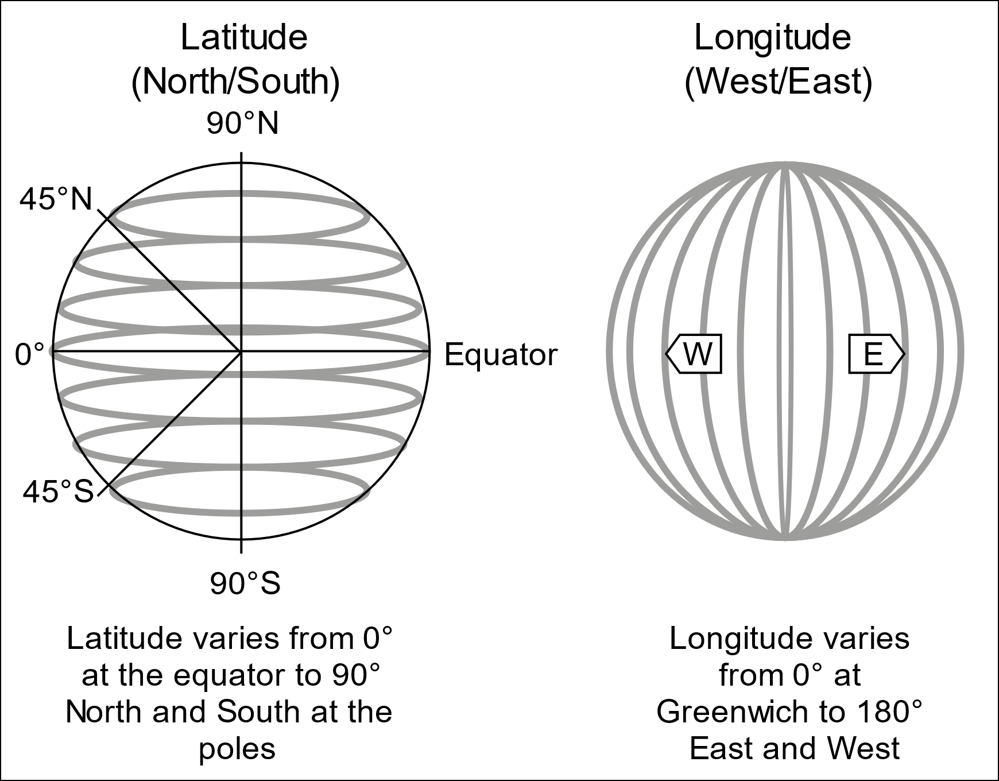 Latitude
(North/South)
90°N
45°N
0°
Equator
45°S
90°S
Latitude varies from 0°
at the equator to 90°
North and South at the
poles
Longitude
(West/East)
W
E
Longitude varies
from 0° at
Greenwich to 180°
East and West